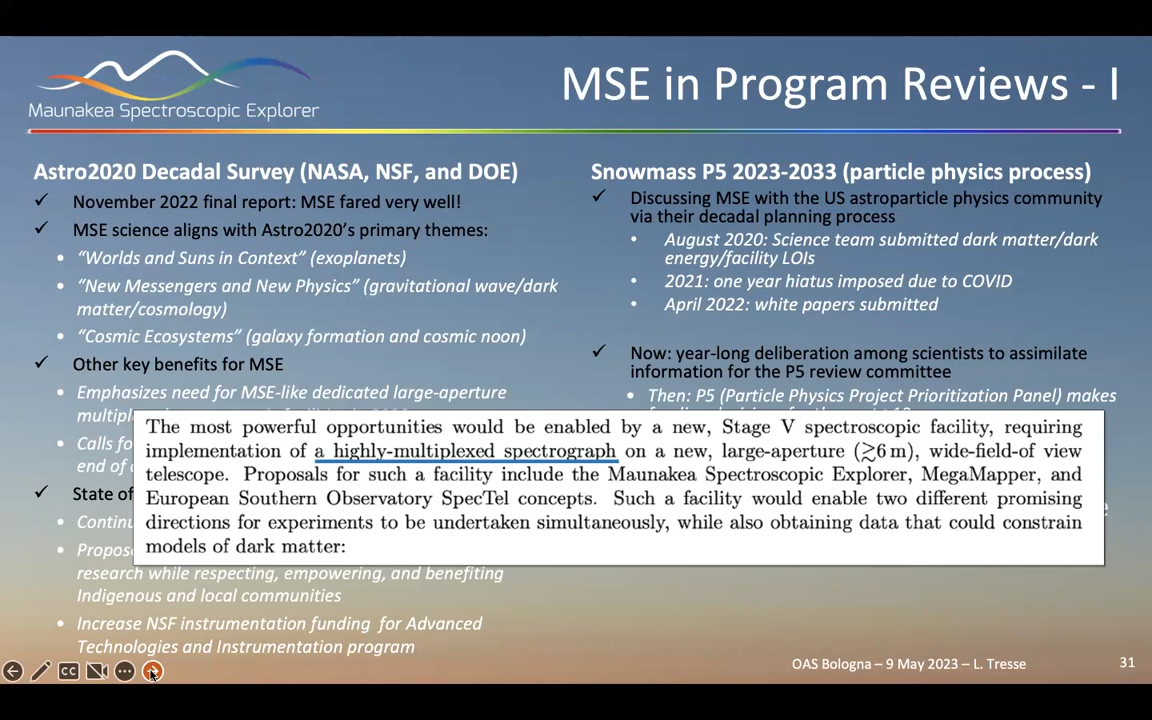 MSE in Program Reviews - I
Maunakea Spectroscopic Explorer
Astro2020 Decadal Survey (NASA, NSF, and DOE)
✓ November 2022 final report: MSE fared very well!
✓ MSE science aligns with Astro2020's primary themes:
• "Worlds and Suns in Context" (exoplanets)
• "New Messengers and New Physics" (gravitational wave/dark
matter/cosmology)
• "Cosmic Ecosystems" (galaxy formation and cosmic noon)
✓ Other key benefits for MSE
• Emphasizes need for MSE-like dedicated large-aperture
• Calls fo
end of
✓ State of
• Contin
• Propos
research while respecting, empowering, and benefiting
Indigenous and local communities
• Increase NSF instrumentation funding for Advanced
Technologies and Instrumentation program
Snowmass P5 2023-2033 (particle physics process)
✓ Discussing MSE with the US astroparticle physics community
via their decadal planning process
• August 2020: Science team submitted dark matter/dark
energy/facility LOIs
• 2021: one year hiatus imposed due to COVID
• April 2022: white papers submitted
✓ Now: year-long deliberation among scientists to assimilate
information for the P5 review committee
• Then: P5 (Particle Physics Project Prioritization Panel) makes
The most powerful opportunities would be enabled by a new, Stage V spectroscopic facility, requiring
implementation of a highly-multiplexed spectrograph on a new, large-aperture (≳6 m), wide-field-of view
telescope. Proposals for such a facility include the Maunakea Spectroscopic Explorer, MegaMapper, and
European Southern Observatory SpecTel concepts. Such a facility would enable two different promising
directions for experiments to be undertaken simultaneously, while also obtaining data that could constrain
models of dark matter:
CC
OAS Bologna – 9 May 2023 – L. Tresse
31